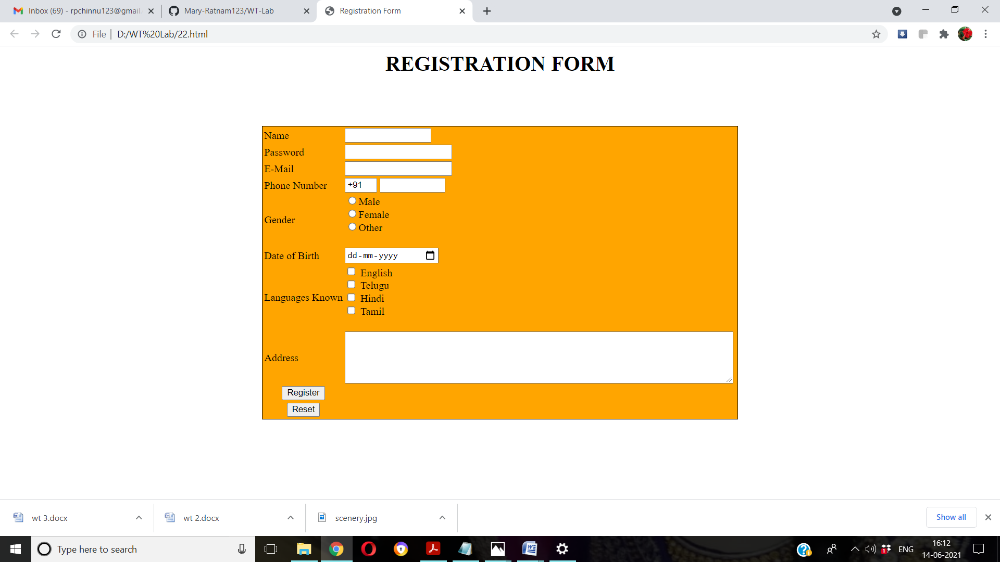 Inbox (69) - rpchinnu123@gmail.
Mary-Ratnam123/WT-Lab
Registration Form
File
D:/WT%20Lab/22.html
REGISTRATION FORM
Name
Password
E-Mail
Phone Number +91
Gender
Male
Female
Other
Date of Birth dd-mm-yyyy
Languages Known
English
Telugu
Hindi
Tamil
Address
Register
Reset
wt 3.docx
wt 2.docx
scenery.jpg
Show all
Type here to search
1
ENG
16:12
14-06-2021